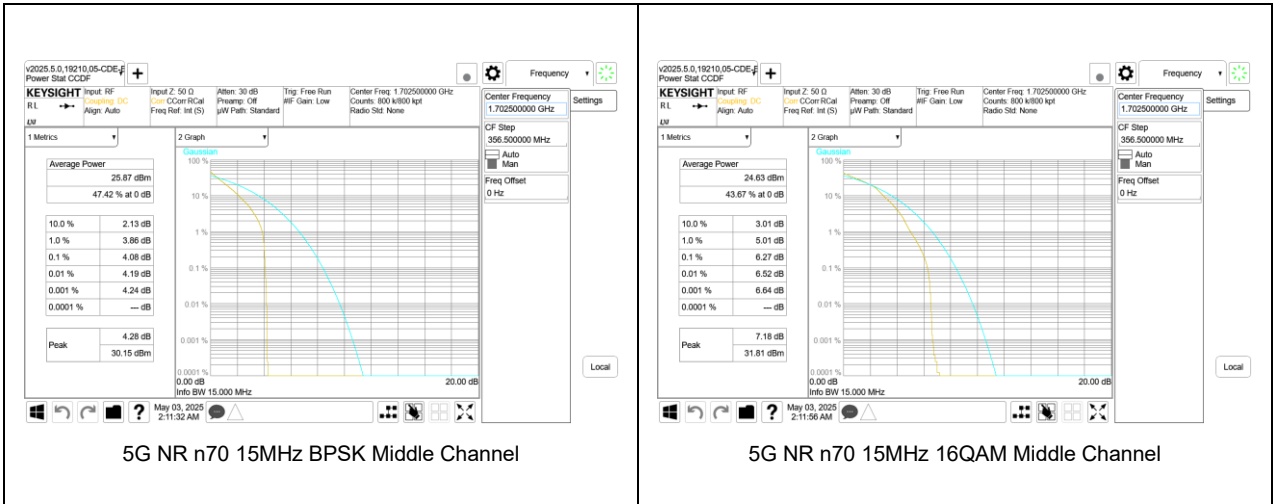 v2025.5.0,19210,05-CDE-E
Power Stat CCDF
Frequency
KEYSIGHT
R L
Input: RF
Coupling: DC
Align: Auto
Input Z: 50 Ω
Corr CCorr RCal
Freq Ref: Int (S)
Atten: 30 dB
Preamp: Off
µW Path: Standard
Trig: Free Run
#IF Gain: Low
Center Freq: 1.702500000 GHz
Counts: 800 k/800 kpt
Radio Std: None
1 Metrics
Average Power
25.87 dBm
47.42 % at 0 dB
10.0 % 2.13 dB
1.0 % 3.86 dB
0.1 % 4.08 dB
0.01 % 4.19 dB
0.001 % 4.24 dB
0.0001 % --- dB
Peak
4.28 dB
30.15 dBm
2 Graph
Gaussian
100 %
10 %
1 %
0.1 %
0.01 %
0.001 %
0.0001 %
0.00 dB 20.00 dB
Info BW 15.000 MHz
Center Frequency
1.702500000 GHz
Settings
CF Step
356.500000 MHz
Auto
Man
Freq Offset
0 Hz
Local
May 03, 2025
2:11:32 AM
5G NR n70 15MHz BPSK Middle Channel
v2025.5.0,19210,05-CDE-E
Power Stat CCDF
Frequency
KEYSIGHT
R L
Input: RF
Coupling: DC
Align: Auto
Input Z: 50 Ω
Corr CCorr RCal
Freq Ref: Int (S)
Atten: 30 dB
Preamp: Off
µW Path: Standard
Trig: Free Run
#IF Gain: Low
Center Freq: 1.702500000 GHz
Counts: 800 k/800 kpt
Radio Std: None
1 Metrics
Average Power
24.63 dBm
43.67 % at 0 dB
10.0 % 3.01 dB
1.0 % 5.01 dB
0.1 % 6.27 dB
0.01 % 6.52 dB
0.001 % 6.64 dB
0.0001 % --- dB
Peak
7.18 dB
31.81 dBm
2 Graph
Gaussian
100 %
10 %
1 %
0.1 %
0.01 %
0.001 %
0.0001 %
0.00 dB 20.00 dB
Info BW 15.000 MHz
Center Frequency
1.702500000 GHz
Settings
CF Step
356.500000 MHz
Auto
Man
Freq Offset
0 Hz
Local
May 03, 2025
2:11:56 AM
5G NR n70 15MHz 16QAM Middle Channel